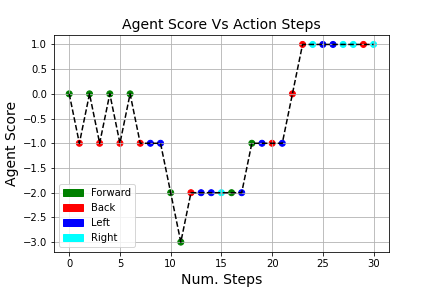 Agent Score Vs Action Steps
Agent Score
1.0
0.5
0.0
−0.5
−1.0
−1.5
−2.0
−2.5
−3.0
Forward
Back
Left
Right
0 5 10 15 20 25 30
Num. Steps